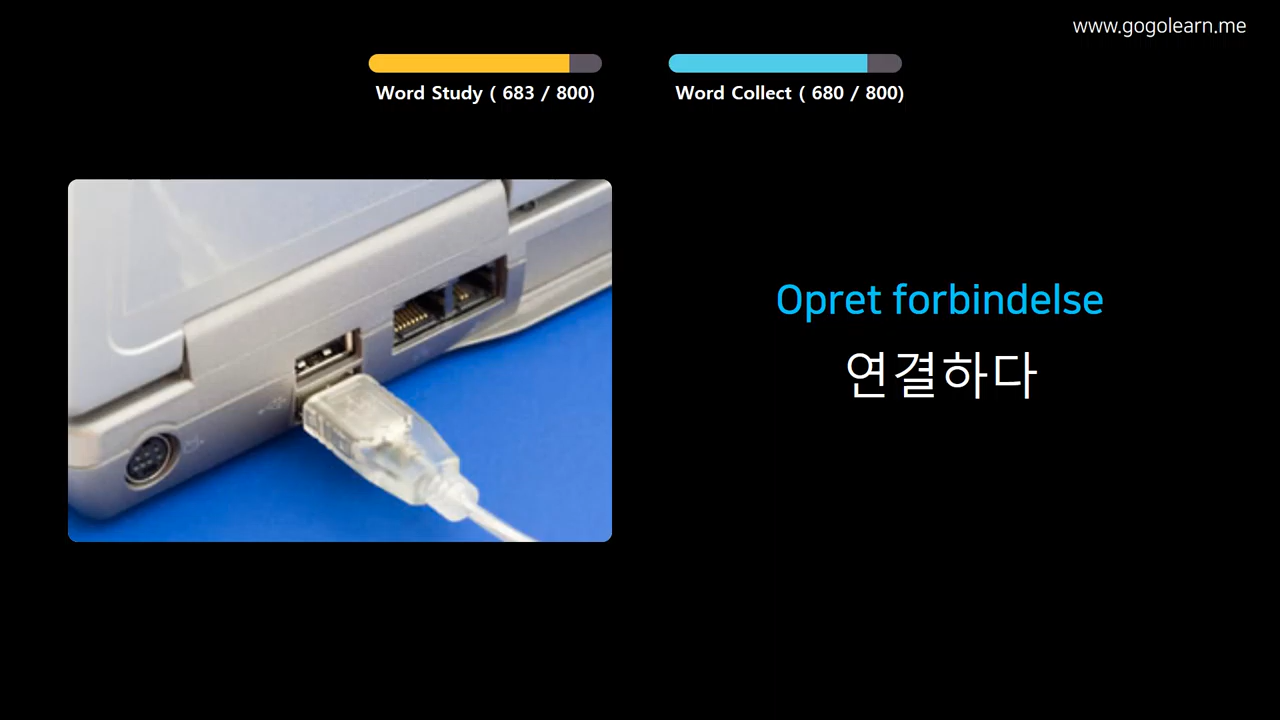 www.gogolearn.me
Word Study ( 683 / 800)
Word Collect ( 680 / 800)
Opret forbindelse
연결하다